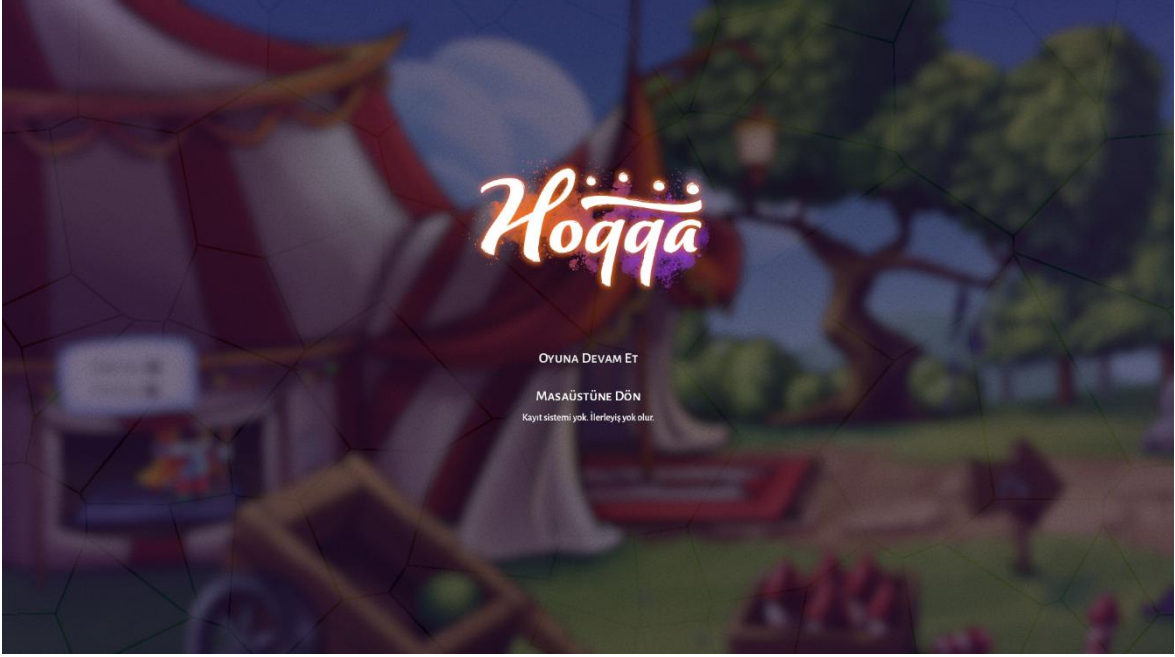 Hoqqa
Oyuna Devam Et
Masaüstüne Dön
Kayıt sistemi yok. İlerleyiş yok olur.